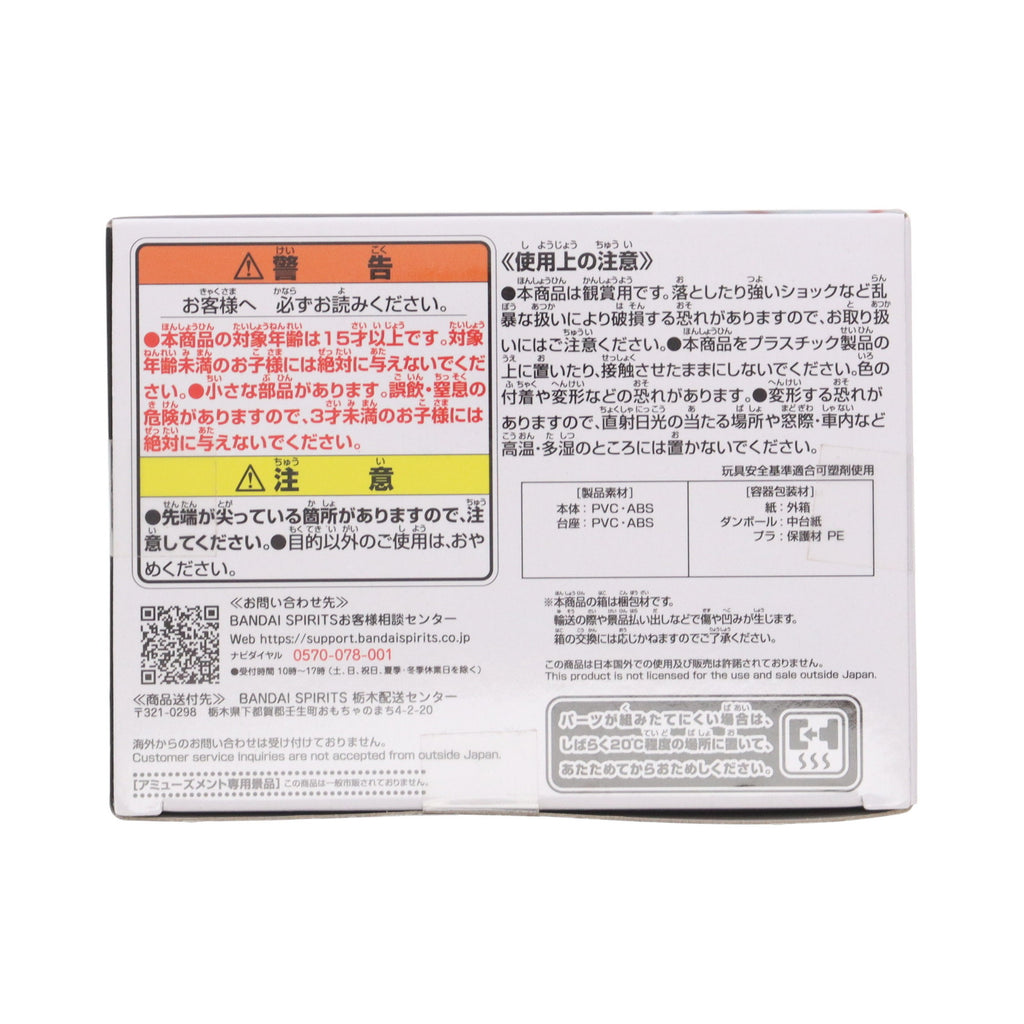 ⚠警告
お客様へ 必ずお読みください。
●本商品の対象年齢は15才以上です。対象
年齢未満のお子様には絶対に与えないでくだ
さい。●小さな部品があります。誤飲・窒息の
危険がありますので、3才未満のお子様には
絶対に与えないでください。
⚠注意
●先端が尖っている箇所がありますので、注
意してください。●目的以外のご使用は、おや
めください。
≪お問い合わせ先≫
BANDAI SPIRITSお客様相談センター
Web https://support.bandaispirits.co.jp
ナビダイヤル 0570-078-001
●受付時間 10時〜17時(土、日、祝日、夏季・冬季休業日を除く)
≪商品送付先≫ BANDAI SPIRITS 栃木配送センター
〒321-0298 栃木県下都賀郡壬生町おもちゃのまち4-2-20
海外からのお問い合わせは受け付けておりません。
Customer service inquiries are not accepted from outside Japan.
[アミューズメント専用景品] この商品は一般市販されておりません。
≪使用上の注意≫
●本商品は観賞用です。落としたり強いショックなど乱
暴な扱いにより破損する恐れがありますので、お取り扱
いにはご注意ください。●本商品をプラスチック製品の
上に置いたり、接触させたままにしないでください。色の
付着や変形などの恐れがあります。●変形する恐れが
ありますので、直射日光の当たる場所や窓際・車内など
高温・多湿のところには置かないでください。
玩具安全基準適合可塑剤使用
[製品素材]
本体:PVC・ABS
台座:PVC・ABS
[容器包装材]
紙:外箱
ダンボール:中台紙
プラ:保護材 PE
※本商品の箱は梱包材です。
輸送の際や景品払い出しなどで傷や凹みが生じます。
箱の交換には応じかねますのでご了承ください。
この商品は日本国外での使用及び販売は許諾されておりません。
This product is not licensed for the use and sale outside Japan.
パーツが組みたてにくい場合は、
しばらく20℃程度の場所に置いて、
あたためてからおためしください。